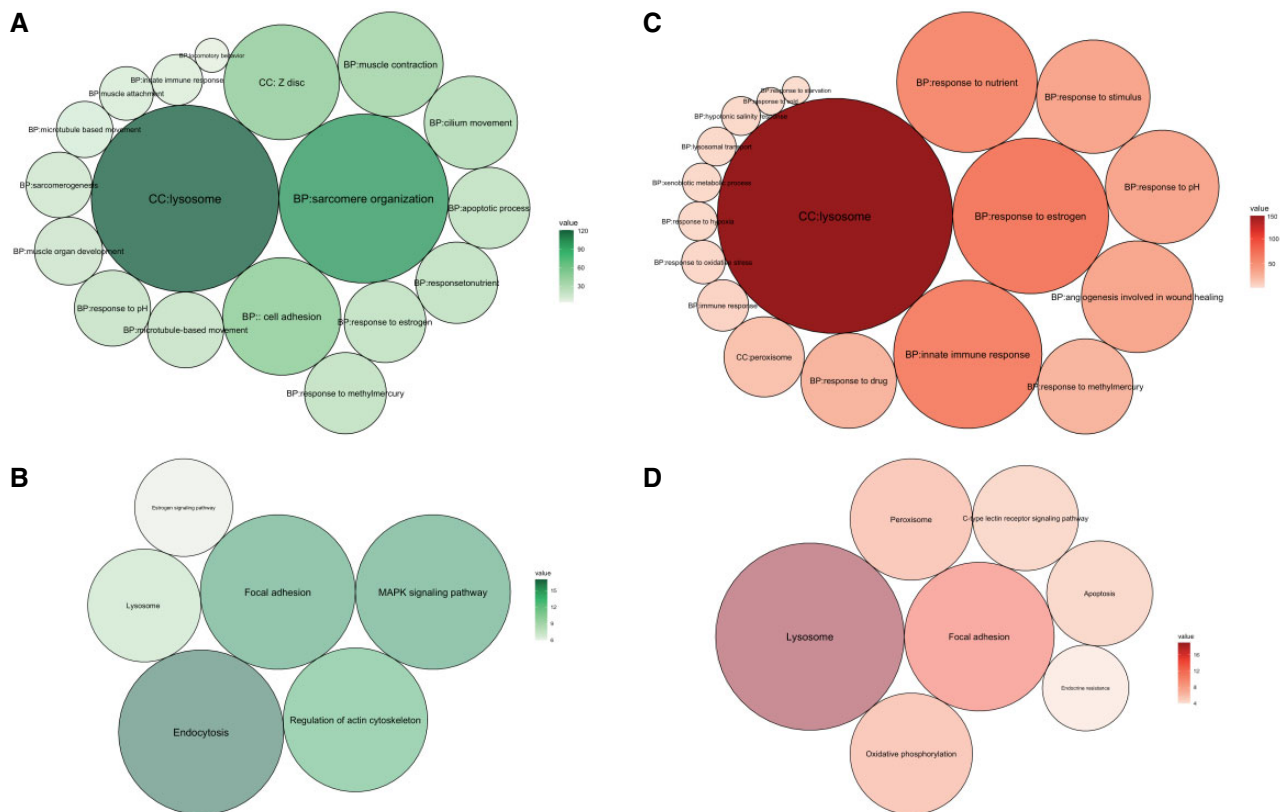 A
BP:locomotory behavior
BP:innate immune response
BP:muscle attachment
BP:microtubule based movement
BP:sarcomerogenesis
BP:muscle organ development
BP:response to pH
BP:microtubule-based movement
CC: Z disc
BP:muscle contraction
BP:cilium movement
CC:lysosome
BP:sarcomere organization
BP:apoptotic process
BP:responsetonutrient
BP:: cell adhesion
BP:response to estrogen
BP:response to methylmercury
value
120
90
60
30
C
BP:response to starvation
BP:response to cold
BP:hypotonic salinity response
BP:lysosomal transport
BP:xenobiotic metabolic process
BP:response to hypoxia
BP:response to oxidative stress
BP:immune response
CC:peroxisome
BP:response to drug
CC:lysosome
BP:response to nutrient
BP:response to stimulus
BP:response to pH
BP:response to estrogen
BP:angiogenesis involved in wound healing
BP:innate immune response
BP:response to methylmercury
value
150
100
50
B
Estrogen signaling pathway
Lysosome
Focal adhesion
MAPK signaling pathway
Endocytosis
Regulation of actin cytoskeleton
value
15
12
9
6
D
Peroxisome
C-type lectin receptor signaling pathway
Apoptosis
Lysosome
Focal adhesion
Endocrine resistance
Oxidative phosphorylation
value
16
12
8
4